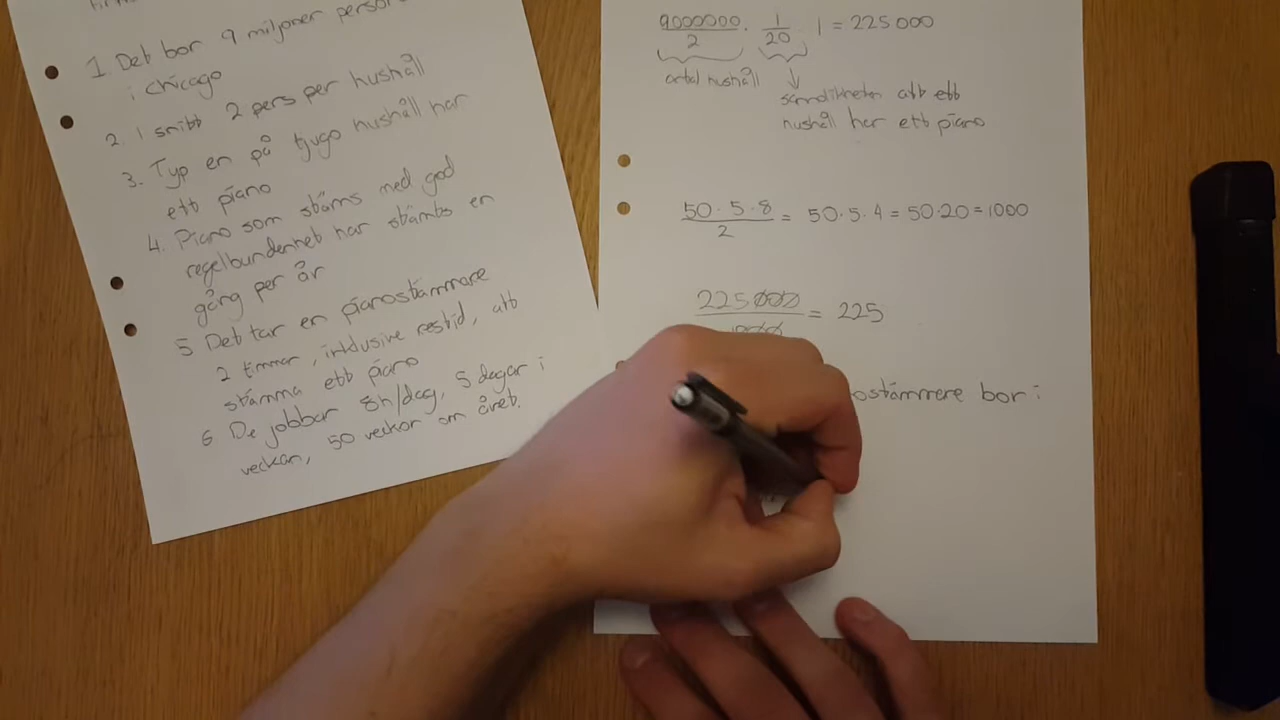 1 Det bor 9 miljoner
i chicago
2. I snitt 2 pers per hushåll
3. Typ en på tjugo hushåll har
ett piano
4. Piano som stäms med god
regelbundenhet har stämts en
gång per år
5 Det tar en pianostämmare
2 timmar, inklusive restid, att
stämma ett piano
6 De jobbar 8h/dag, 5 dagar i
veckan, 50 veckor om året.
9000000/2 · 1/20 · 1 = 225 000
antal hushåll
sannolikheten att ett
hushåll har ett piano
50 · 5 · 8/2 = 50 · 5 · 4 = 50 · 20 = 1000
225000/1000 = 225
ostämmare bor i